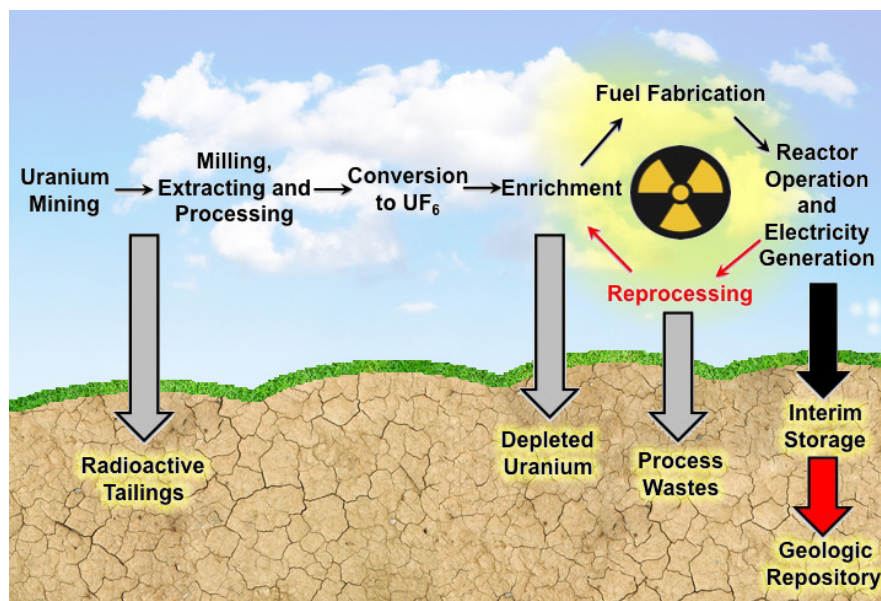 Fuel Fabrication
Uranium
Mining
Milling,
Extracting and
Processing
Conversion
to UF₆
Enrichment
Reactor
Operation
and
Electricity
Generation
Reprocessing
Radioactive
Tailings
Depleted
Uranium
Process
Wastes
Interim
Storage
Geologic
Repository